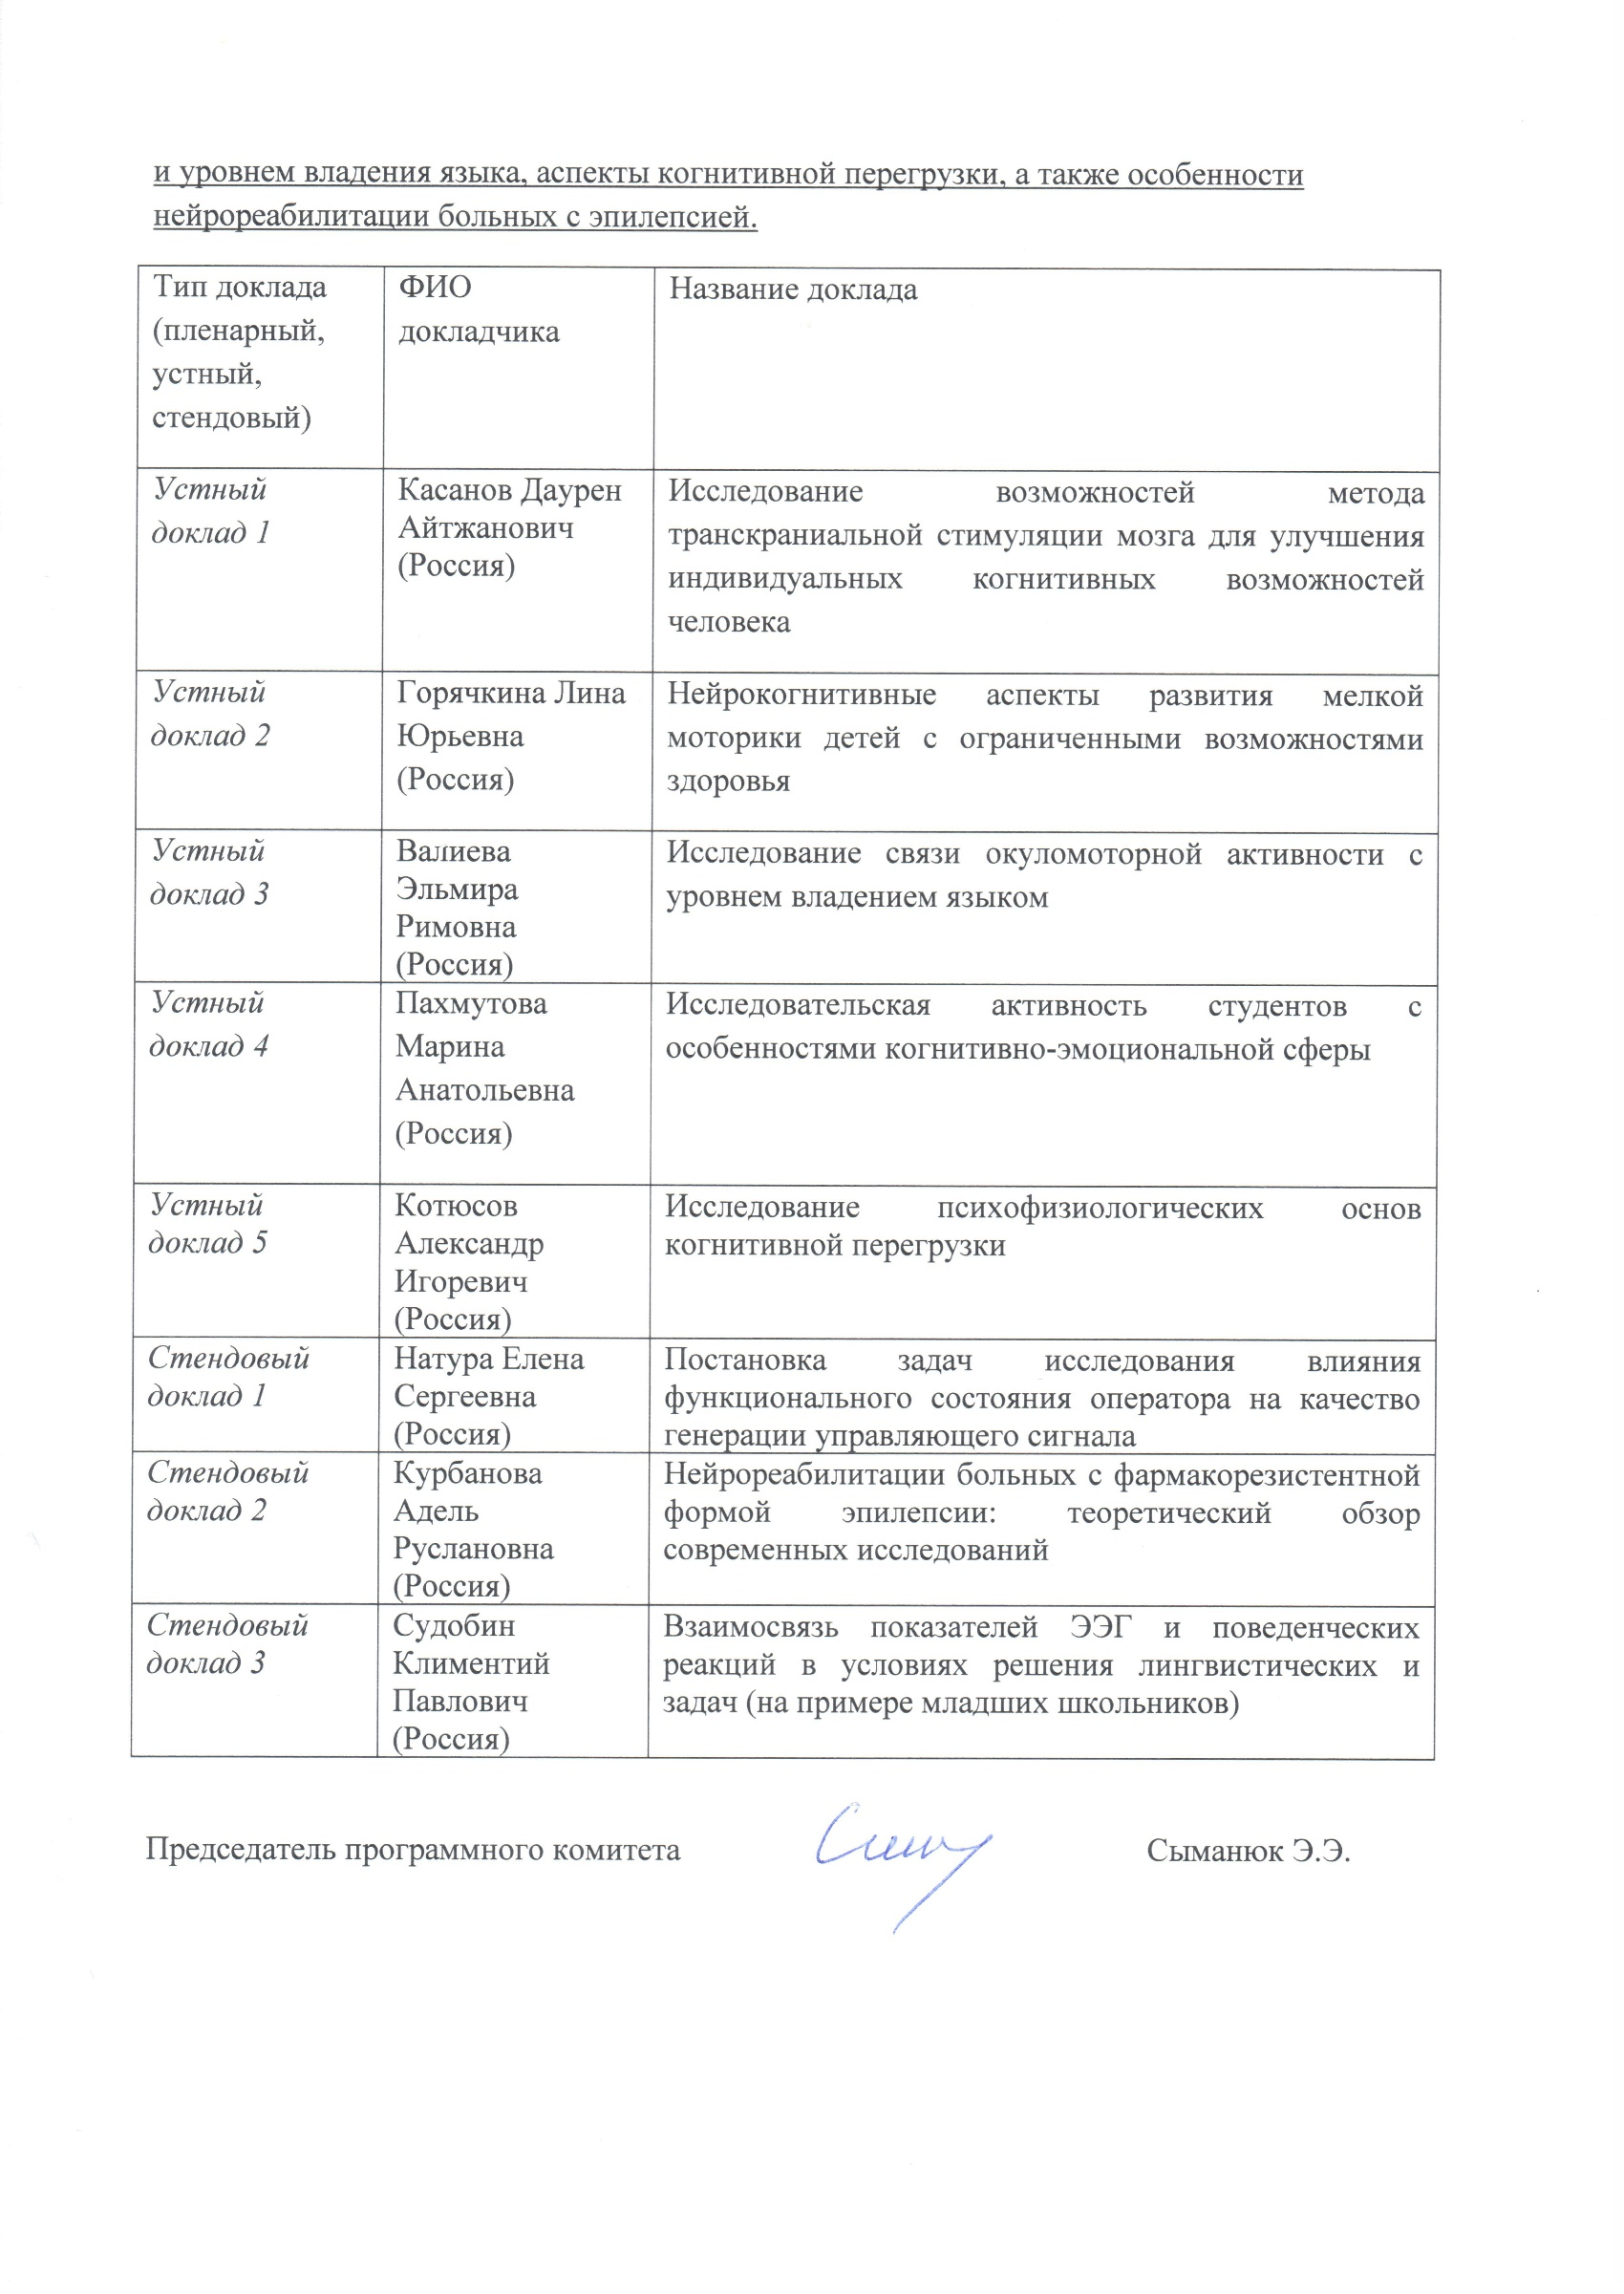 и уровнем владения языка, аспекты когнитивной перегрузки, а также особенности
нейрореабилитации больных с эпилепсией.
Тип доклада
(пленарный,
устный,
стендовый)
ФИО
докладчика
Название доклада
Устный
доклад 1
Касанов Даурен
Айтжанович
(Россия)
Исследование возможностей метода
транскраниальной стимуляции мозга для улучшения
индивидуальных когнитивных возможностей
человека
Устный
доклад 2
Горячкина Лина
Юрьевна
(Россия)
Нейрокогнитивные аспекты развития мелкой
моторики детей с ограниченными возможностями
здоровья
Устный
доклад 3
Валиева
Эльмира
Римовна
(Россия)
Исследование связи окуломоторной активности с
уровнем владением языком
Устный
доклад 4
Пахмутова
Марина
Анатольевна
(Россия)
Исследовательская активность студентов с
особенностями когнитивно-эмоциональной сферы
Устный
доклад 5
Котюсов
Александр
Игоревич
(Россия)
Исследование психофизиологических основ
когнитивной перегрузки
Стендовый
доклад 1
Натура Елена
Сергеевна
(Россия)
Постановка задач исследования влияния
функционального состояния оператора на качество
генерации управляющего сигнала
Стендовый
доклад 2
Курбанова
Адель
Руслановна
(Россия)
Нейрореабилитации больных с фармакорезистентной
формой эпилепсии: теоретический обзор
современных исследований
Стендовый
доклад 3
Судобин
Климентий
Павлович
(Россия)
Взаимосвязь показателей ЭЭГ и поведенческих
реакций в условиях решения лингвистических и
задач (на примере младших школьников)
Председатель программного комитета
Сыманюк Э.Э.